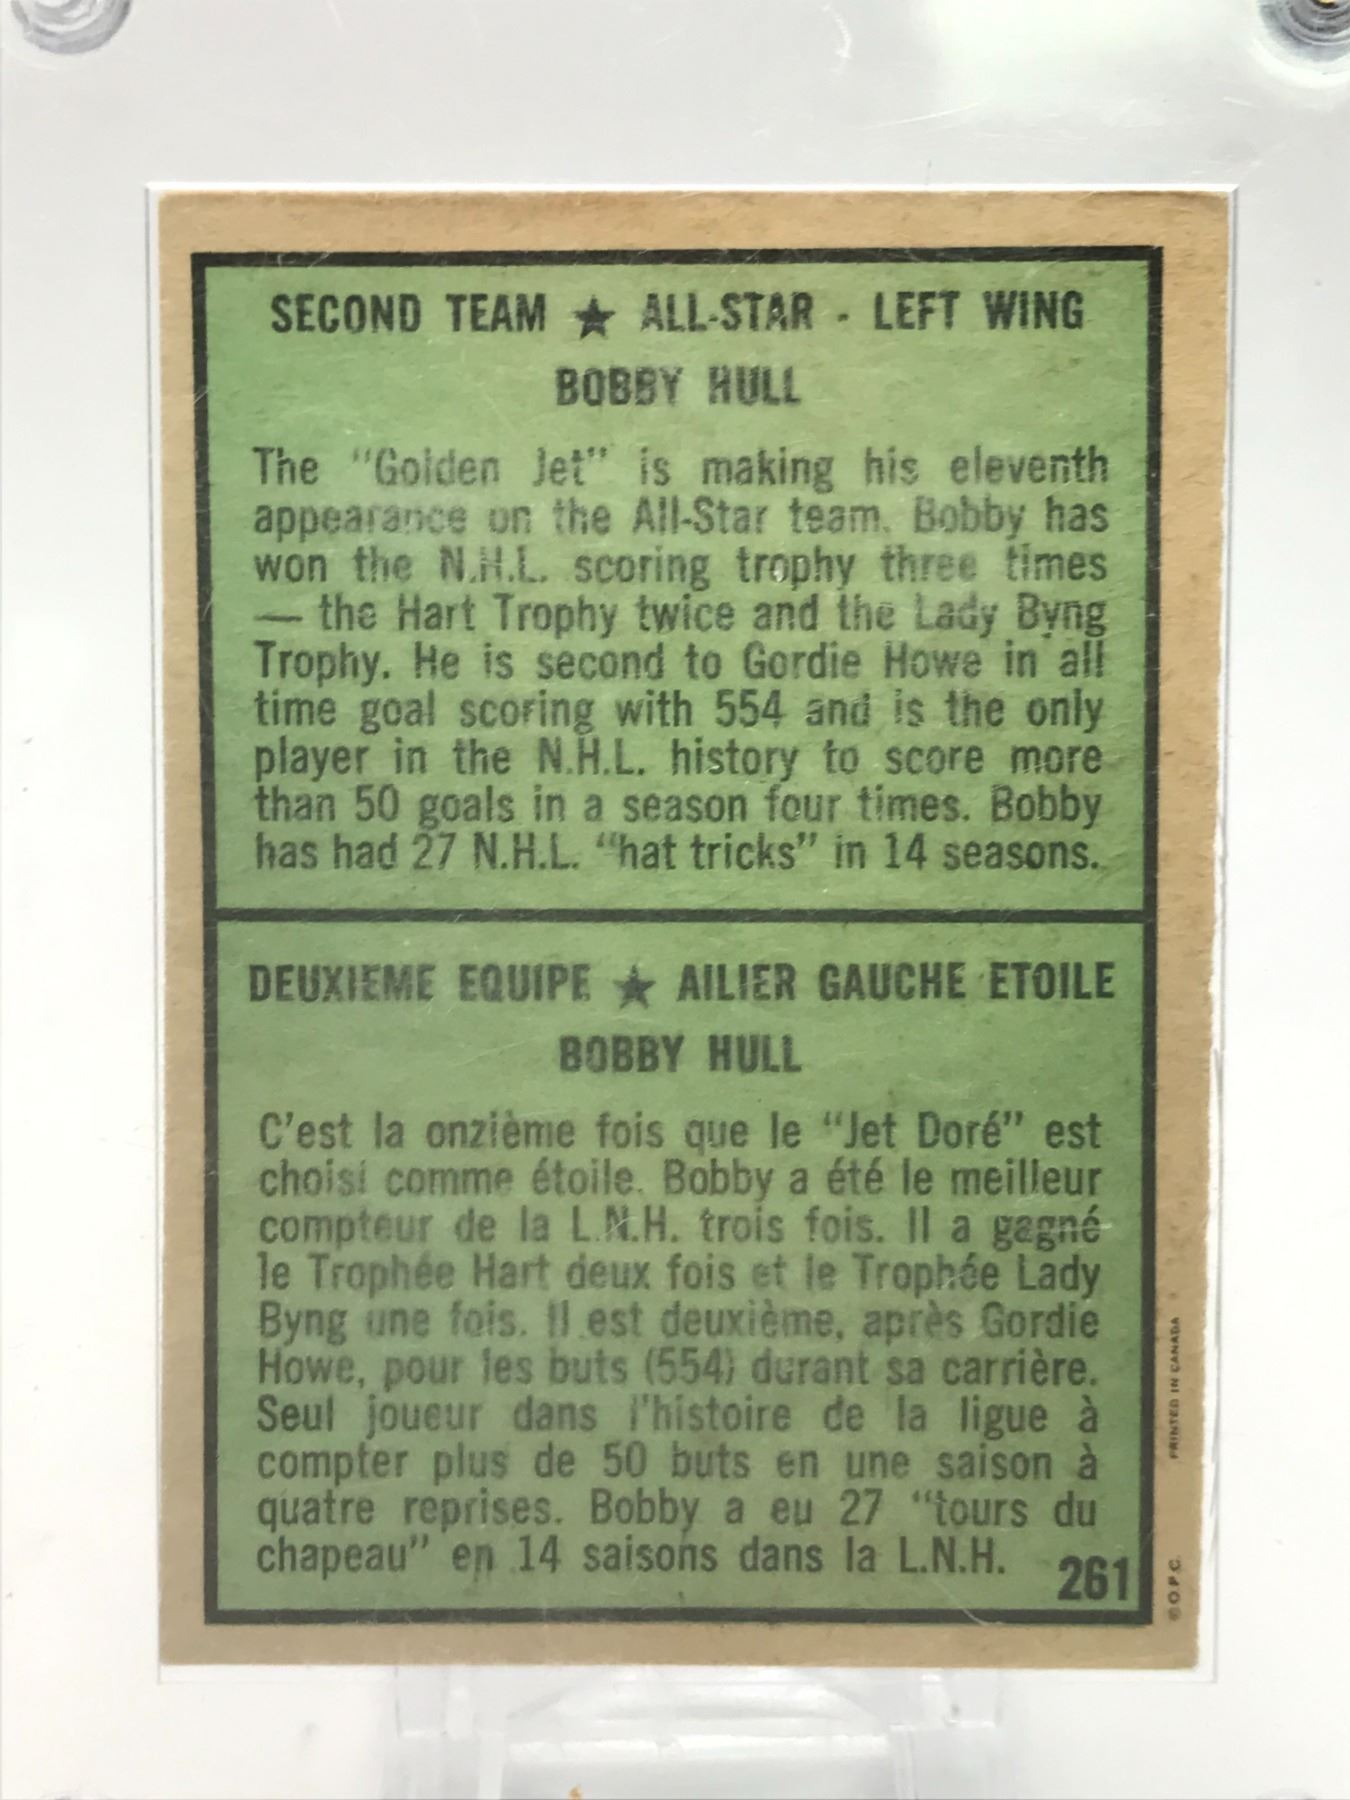 SECOND TEAM ★ ALL-STAR - LEFT WING
BOBBY HULL
The "Golden Jet" is making his eleventh
appearance on the All-Star team. Bobby has
won the N.H.L. scoring trophy three times
— the Hart Trophy twice and the Lady Byng
Trophy. He is second to Gordie Howe in all
time goal scoring with 554 and is the only
player in the N.H.L. history to score more
than 50 goals in a season four times. Bobby
has had 27 N.H.L. "hat tricks" in 14 seasons.
DEUXIEME EQUIPE ★ AILIER GAUCHE ETOILE
BOBBY HULL
C'est la onzième fois que le "Jet Doré" est
choisi comme étoile. Bobby a été le meilleur
compteur de la L.N.H. trois fois. Il a gagné
le Trophée Hart deux fois et le Trophée Lady
Byng une fois. Il est deuxième, après Gordie
Howe, pour les buts (554) durant sa carrière.
Seul joueur dans l'histoire de la ligue à
compter plus de 50 buts en une saison à
quatre reprises. Bobby a eu 27 "tours du
chapeau" en 14 saisons dans la L.N.H.
261
©O.P.C.
PRINTED IN CANADA